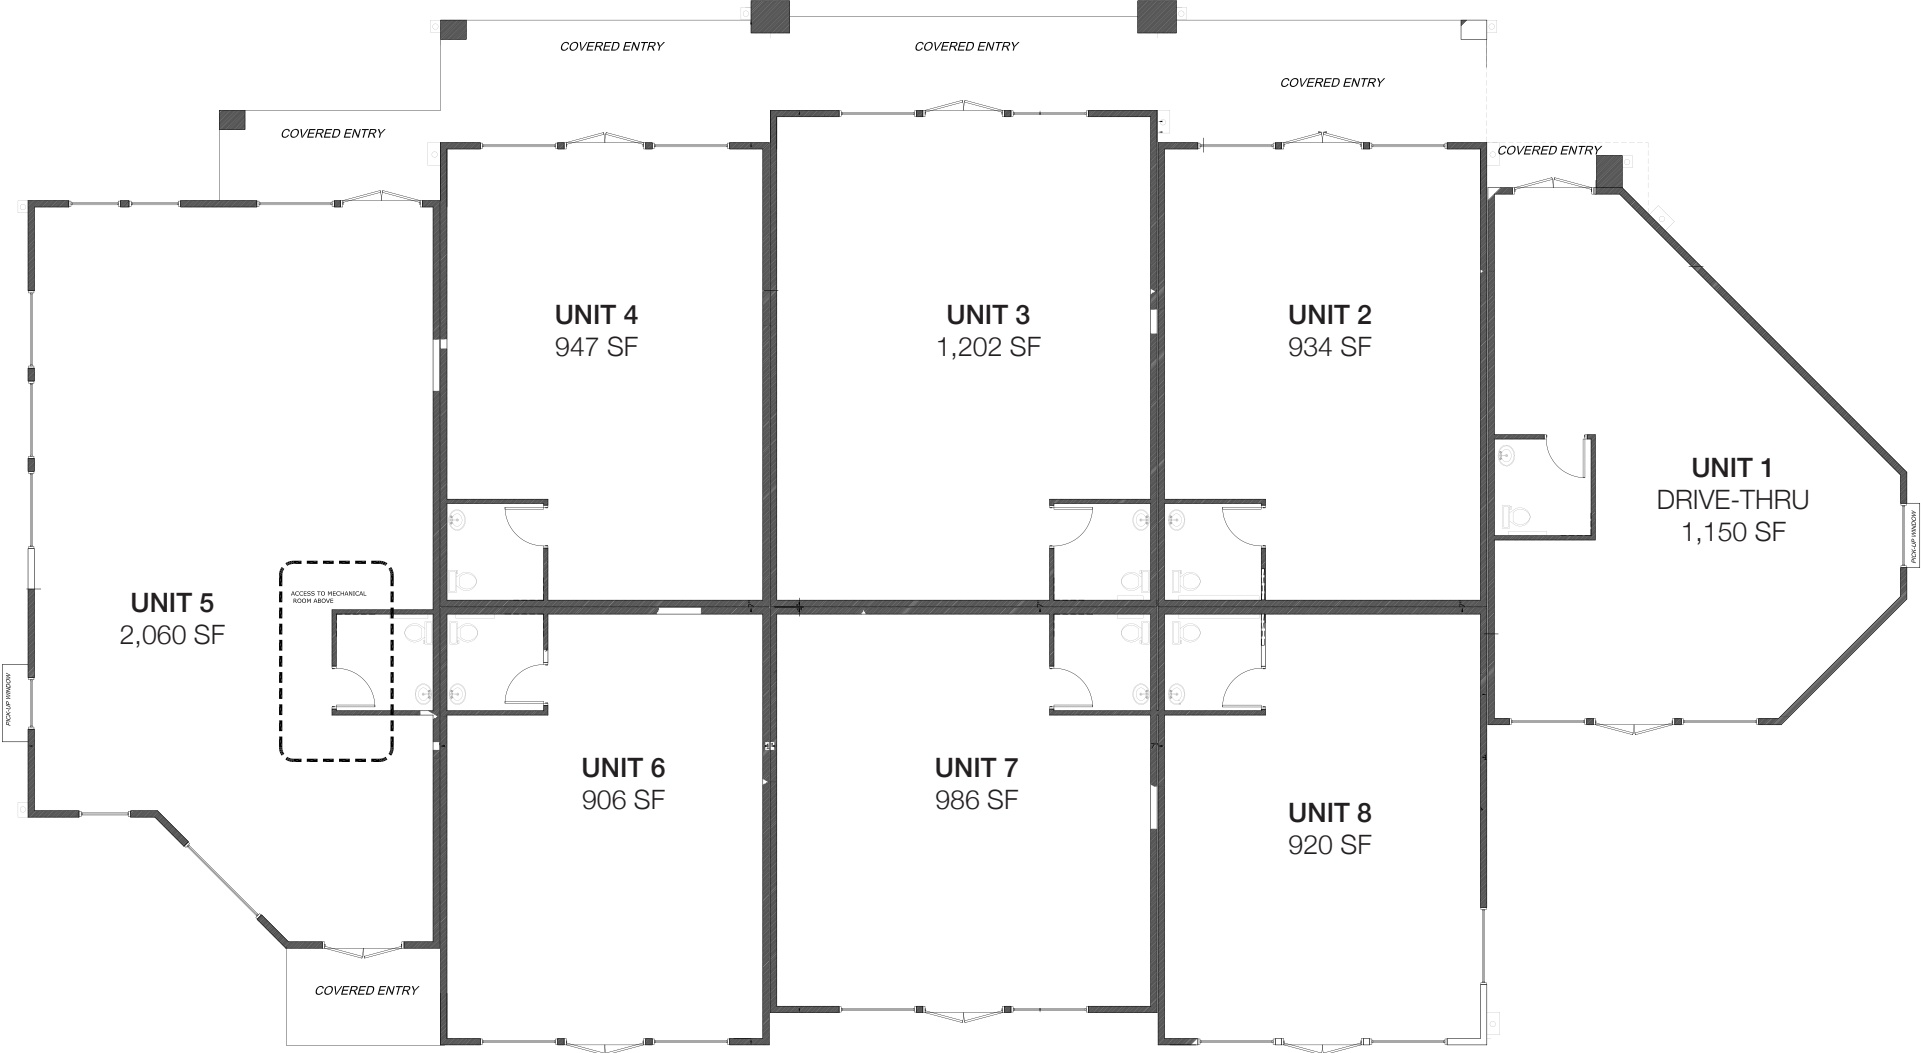 COVERED ENTRY
COVERED ENTRY
COVERED ENTRY
COVERED ENTRY
COVERED ENTRY
UNIT 4
947 SF
UNIT 3
1,202 SF
UNIT 2
934 SF
UNIT 1
DRIVE-THRU
1,150 SF
PICK-UP WINDOW
ACCESS TO MECHANICAL
ROOM ABOVE
UNIT 5
2,060 SF
PICK-UP WINDOW
UNIT 6
906 SF
UNIT 7
986 SF
UNIT 8
920 SF
COVERED ENTRY